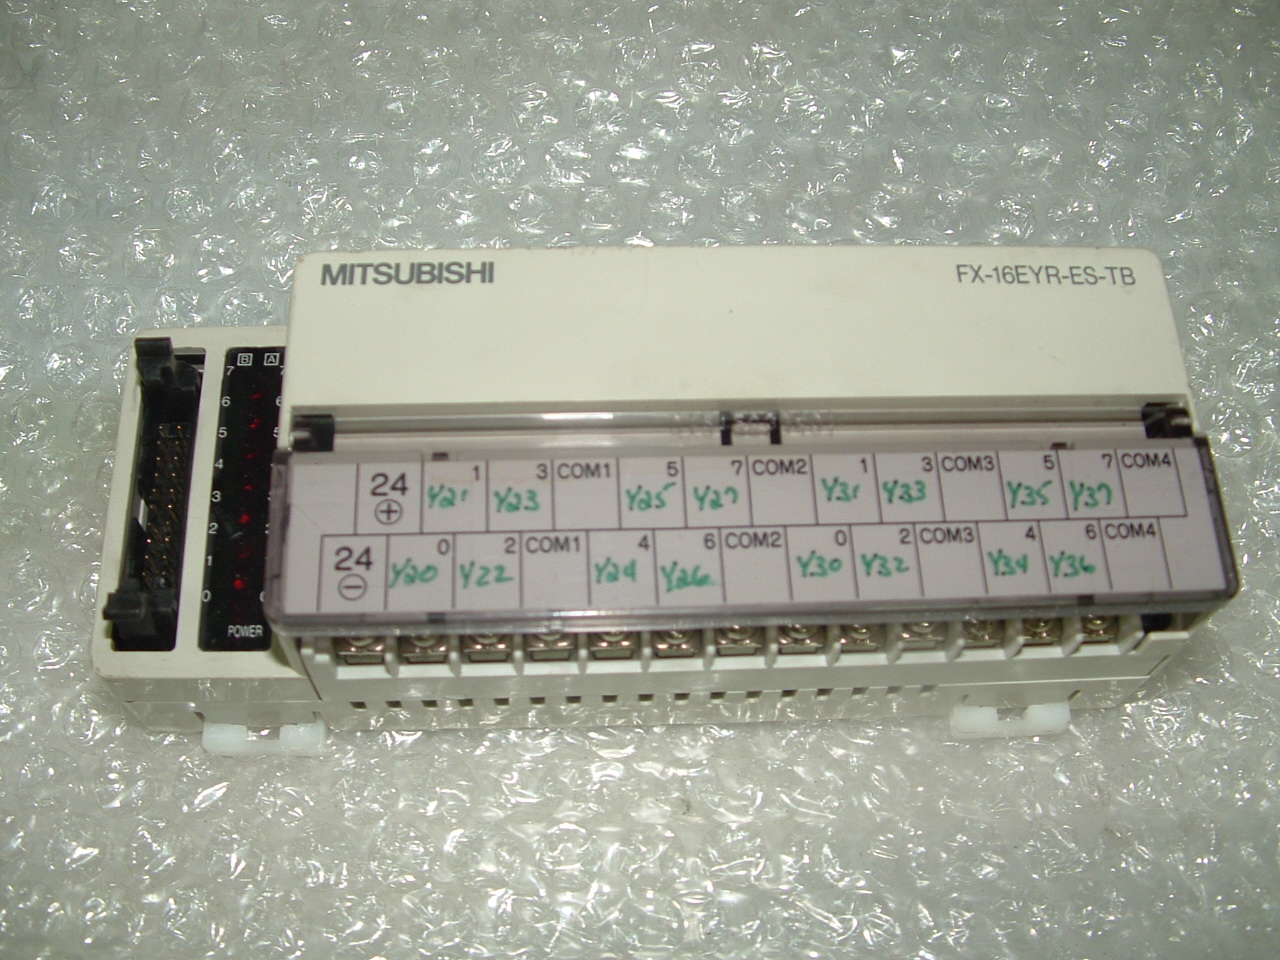 MITSUBISHI
FX-16EYR-ES-TB
B A
7 7
6
5 5
4
3
2
1
0
POWER
24 1 3 COM1 5 7 COM2 1 3 COM3 5 7 COM4
⊕ Y21 Y23 Y25 Y27 Y31 Y33 Y35 Y37
24 0 2 COM1 4 6 COM2 0 2 COM3 4 6 COM4
⊖ Y20 Y22 Y24 Y26 Y30 Y32 Y34 Y36